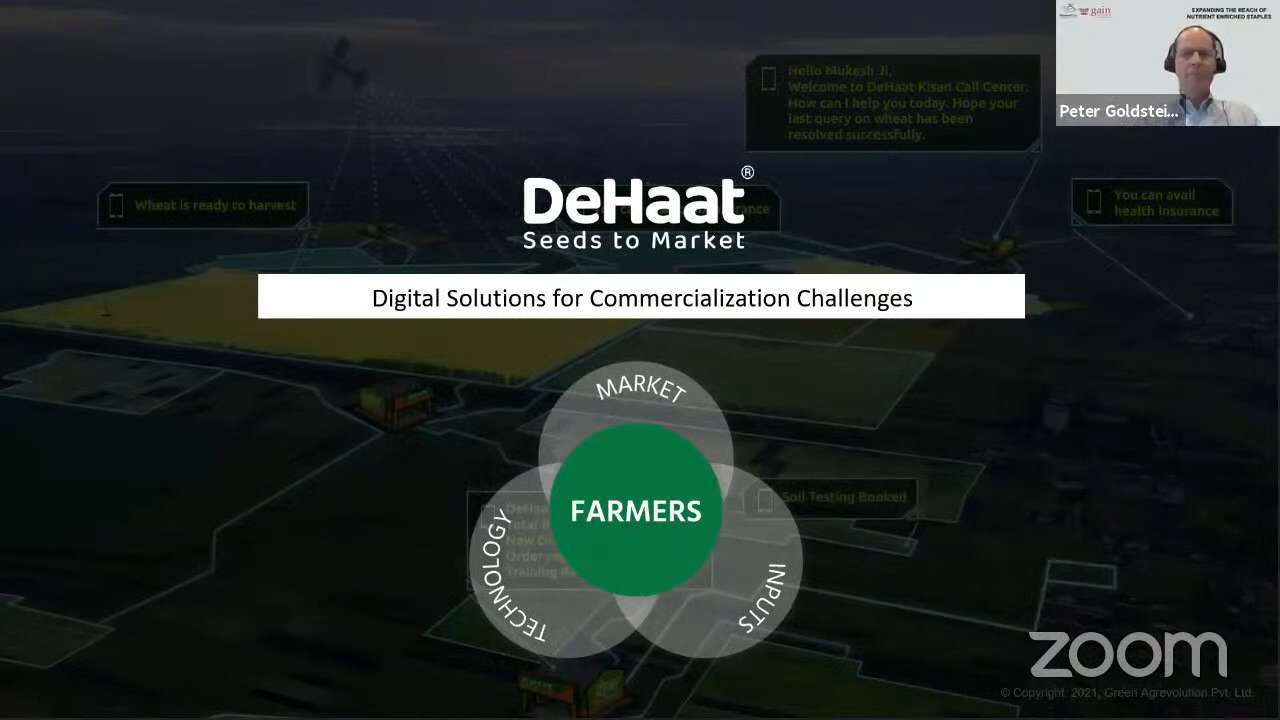 gain
EXPANDING THE REACH OF
NUTRIENT ENRICHED STAPLES
Peter Goldstei...
Hello Mukesh Ji,
Welcome to DeHaat Kisan Call Center.
How can I help you today. Hope your
last query on wheat has been
resolved successfully.
DeHaat®
Seeds to Market
Wheat is ready to harvest
You can avail
health insurance
Digital Solutions for Commercialization Challenges
MARKET
FARMERS
TECHNOLOGY
INPUTS
Soil Testing Booked
zoom
© Copyright 2021, Green Agrevolution Pvt. Ltd.